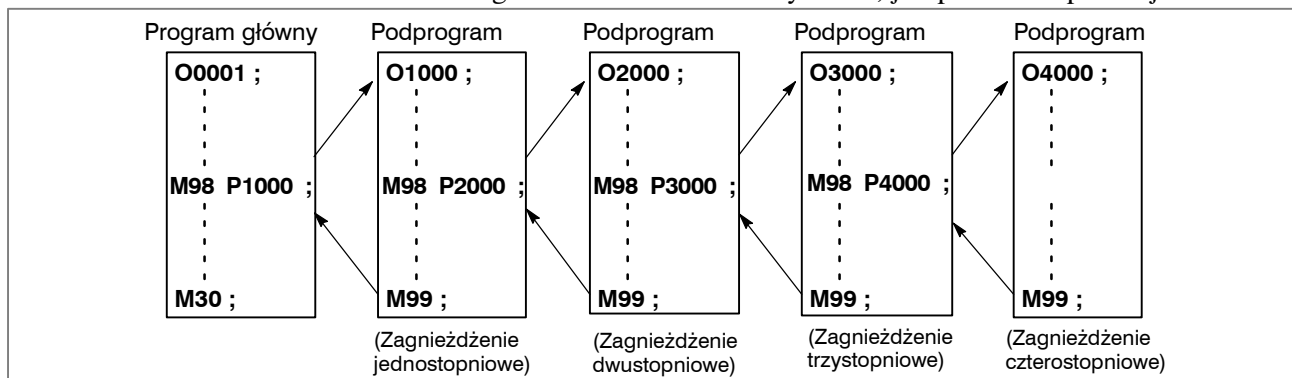 Program główny
Podprogram
Podprogram
Podprogram
Podprogram
O0001 ;
M98 P1000 ;
M30 ;
O1000 ;
M98 P2000 ;
M99 ;
(Zagnieżdżenie
jednostopniowe)
O2000 ;
M98 P3000 ;
M99 ;
(Zagnieżdżenie
dwustopniowe)
O3000 ;
M98 P4000 ;
M99 ;
(Zagnieżdżenie
trzystopniowe)
O4000 ;
M99 ;
(Zagnieżdżenie
czterostopniowe)